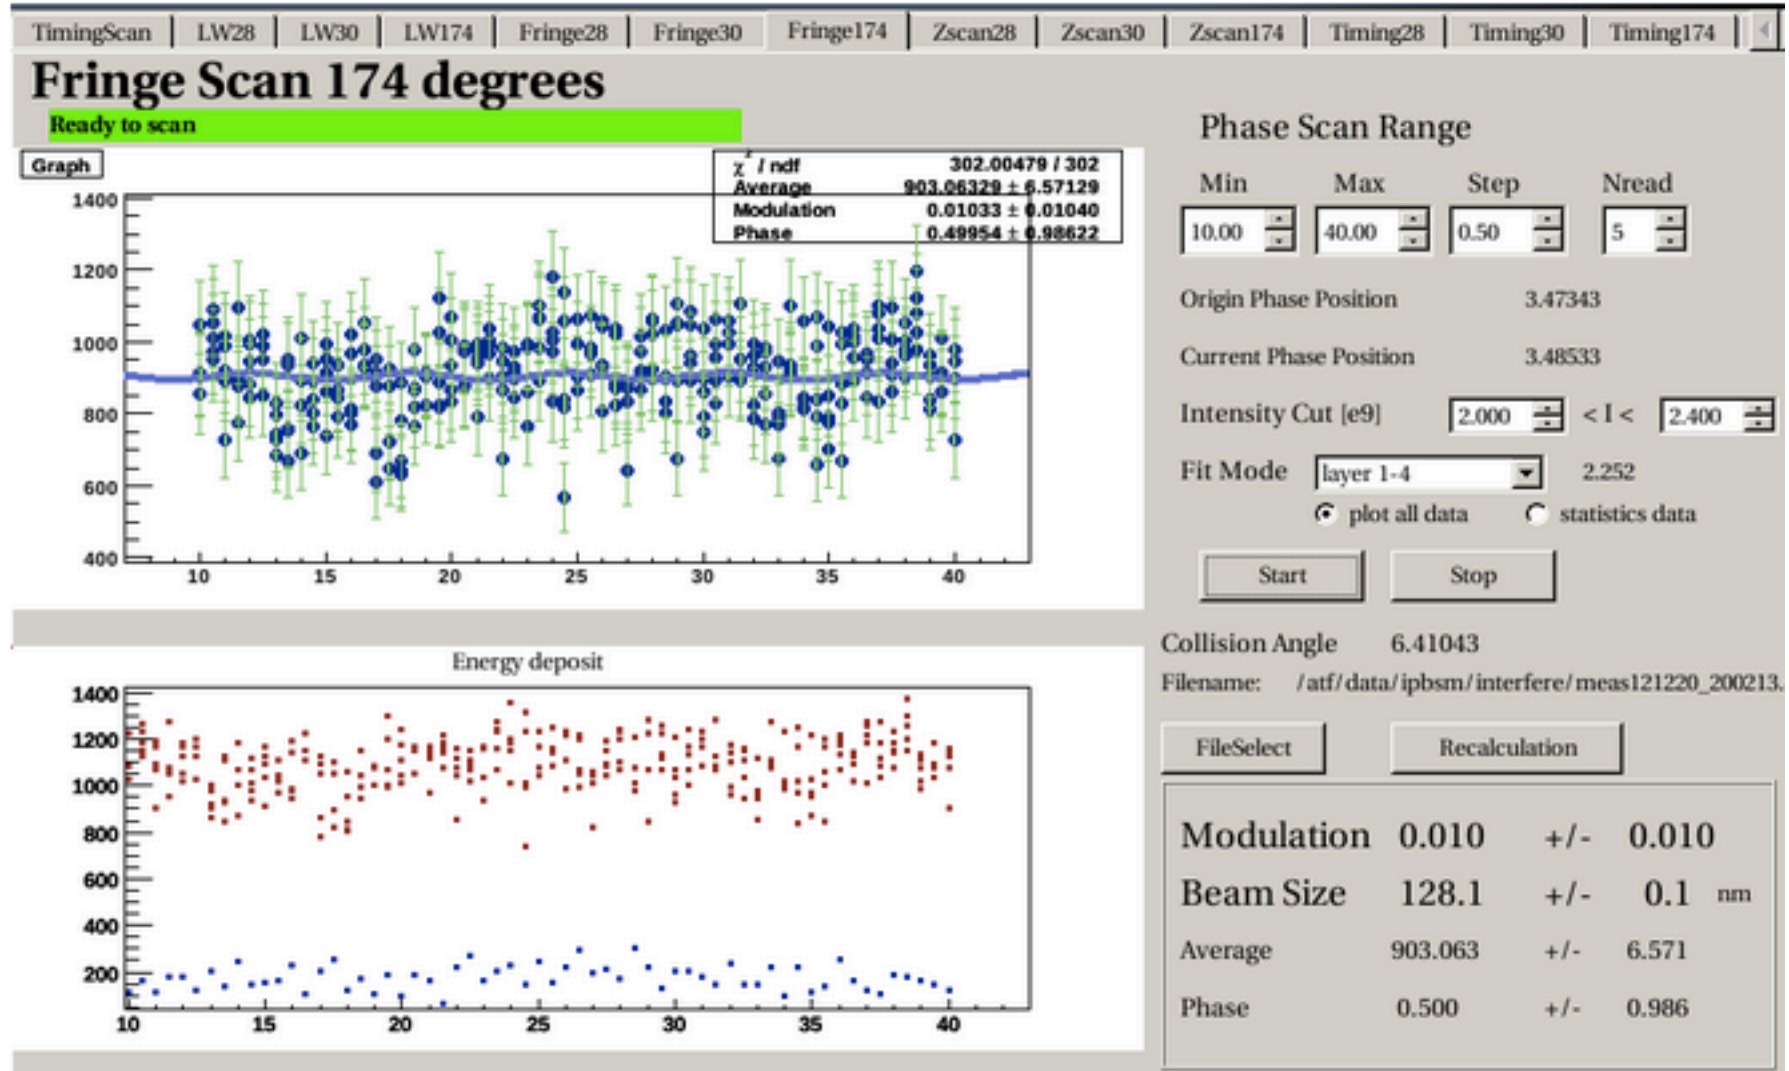 TimingScan LW28 LW30 LW174 Fringe28 Fringe30 Fringe174 Zscan28 Zscan30 Zscan174 Timing28 Timing30 Timing174
Fringe Scan 174 degrees
Ready to scan
Graph
χ² / ndf 302.00479 / 302
Average 903.06329 ± 6.57129
Modulation 0.01033 ± 0.01040
Phase 0.49954 ± 0.98622
1400
1200
1000
800
600
400
10 15 20 25 30 35 40
Energy deposit
1400
1200
1000
800
600
400
200
10 15 20 25 30 35 40
Phase Scan Range
Min Max Step Nread
10.00 40.00 0.50 5
Origin Phase Position 3.47343
Current Phase Position 3.48533
Intensity Cut [e9] 2.000 < I < 2.400
Fit Mode layer 1-4 2.252
plot all data statistics data
Start Stop
Collision Angle 6.41043
Filename: /atf/data/ipbsm/interfere/meas121220_200213.
FileSelect Recalculation
Modulation 0.010 +/- 0.010
Beam Size 128.1 +/- 0.1 nm
Average 903.063 +/- 6.571
Phase 0.500 +/- 0.986